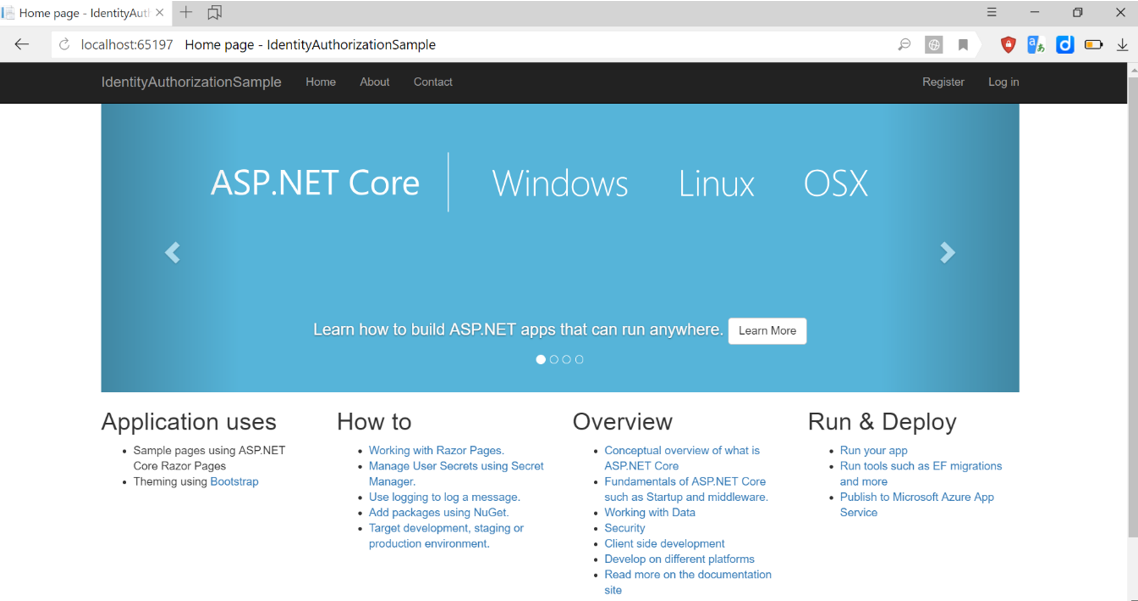 Home page - IdentityAuth
localhost:65197 Home page - IdentityAuthorizationSample
IdentityAuthorizationSample Home About Contact Register Log in
ASP.NET Core Windows Linux OSX
Learn how to build ASP.NET apps that can run anywhere. Learn More
Application uses
Sample pages using ASP.NET
Core Razor Pages
Theming using Bootstrap
How to
Working with Razor Pages.
Manage User Secrets using Secret
Manager.
Use logging to log a message.
Add packages using NuGet.
Target development, staging or
production environment.
Overview
Conceptual overview of what is
ASP.NET Core
Fundamentals of ASP.NET Core
such as Startup and middleware.
Working with Data
Security
Client side development
Develop on different platforms
Read more on the documentation
site
Run & Deploy
Run your app
Run tools such as EF migrations
and more
Publish to Microsoft Azure App
Service